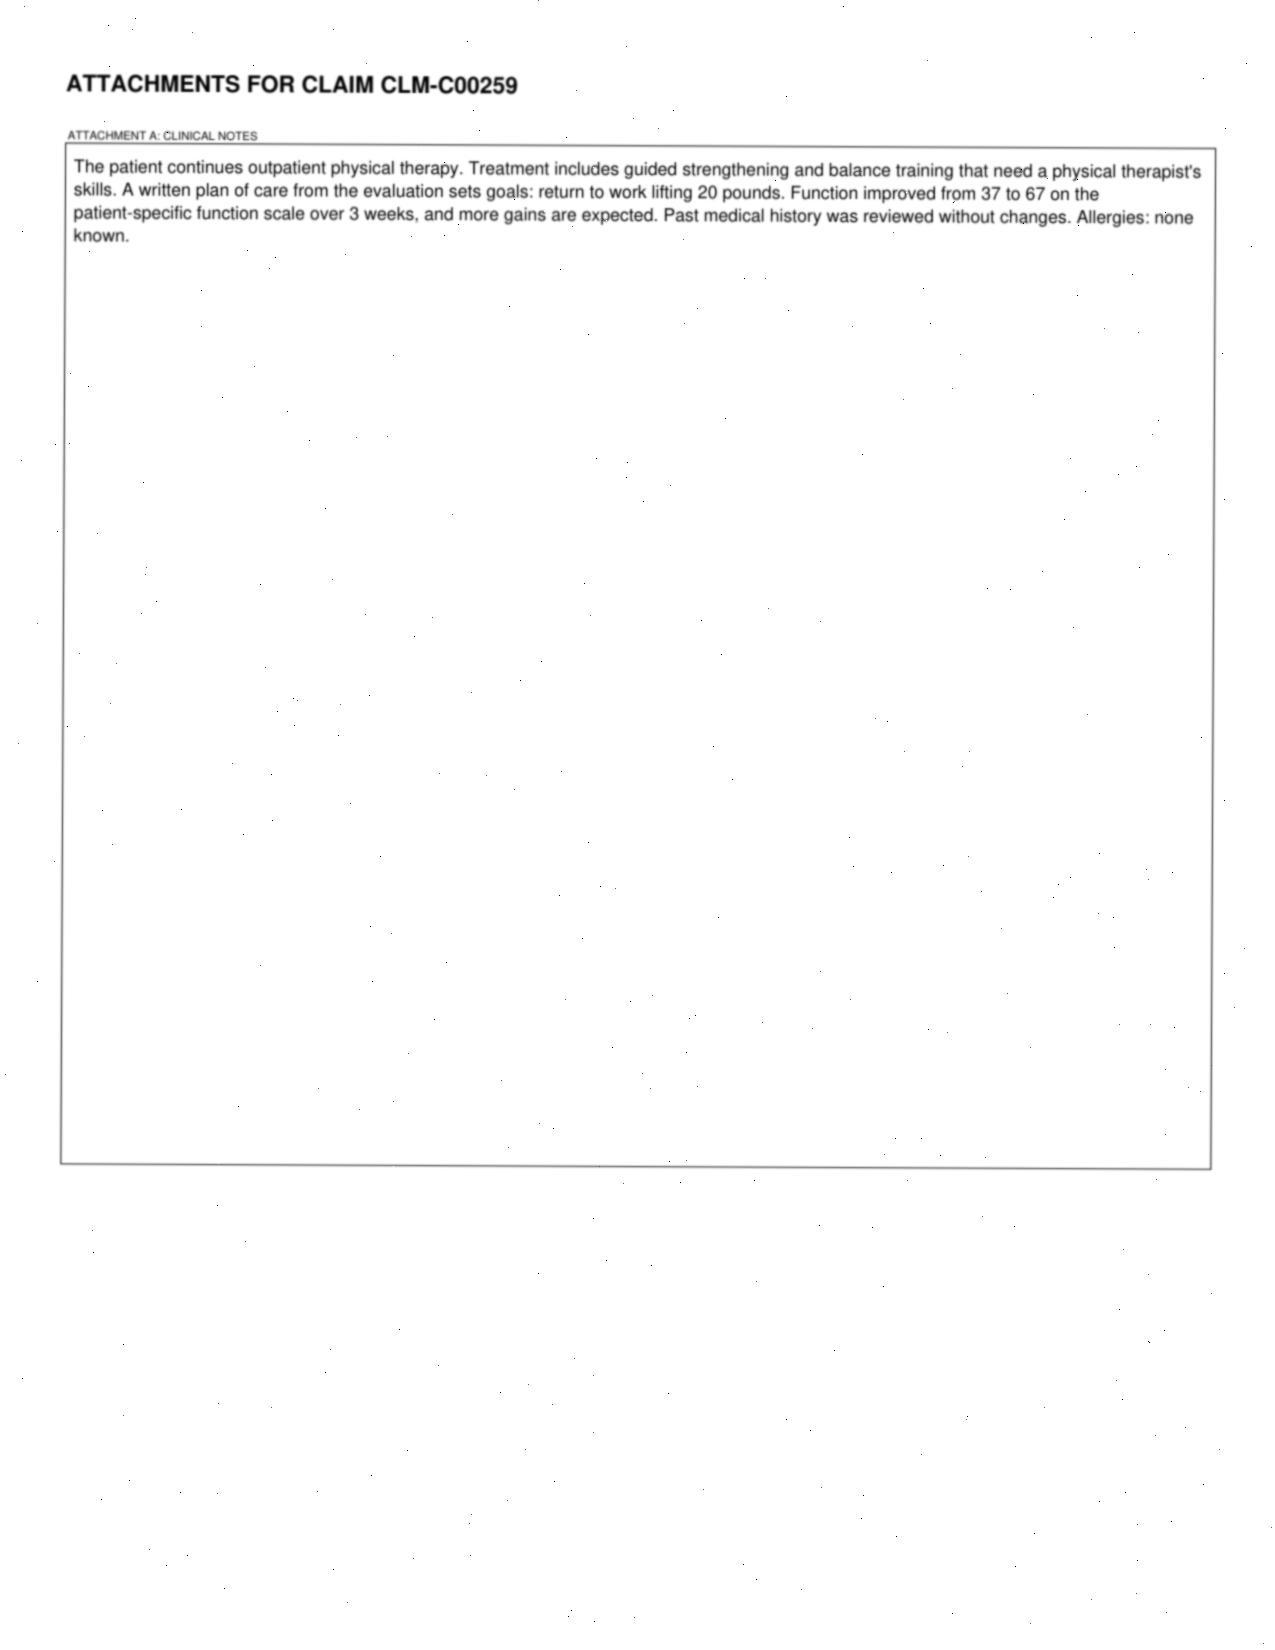 ATTACHMENTS FOR CLAIM CLM-C00259
ATTACHMENT A: CLINICAL NOTES
The patient continues outpatient physical therapy. Treatment includes guided strengthening and balance training that need a physical therapist's
skills. A written plan of care from the evaluation sets goals: return to work lifting 20 pounds. Function improved from 37 to 67 on the
patient-specific function scale over 3 weeks, and more gains are expected. Past medical history was reviewed without changes. Allergies: none
known.